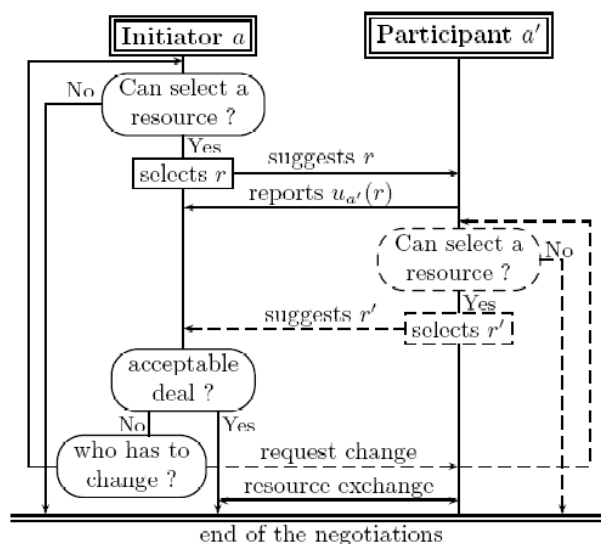 Initiator a
Participant a′
No
Can select a
resource ?
Yes
suggests r
selects r
reports uₐ′(r)
Can select a
resource ?
No
Yes
suggests r′
selects r′
acceptable
deal ?
No
Yes
who has to
change ?
request change
resource exchange
end of the negotiations